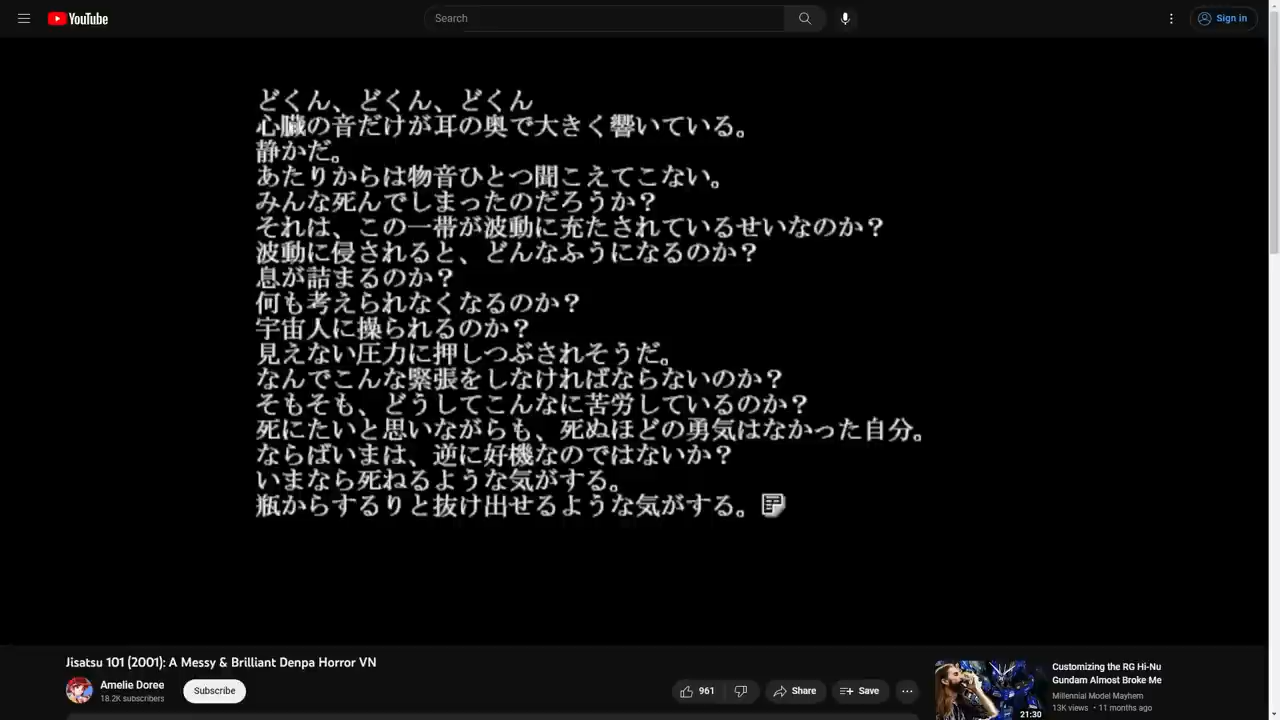 YouTube
Search
Sign in
どくん、どくん、どくん
心臓の音だけが耳の奥で大きく響いている。
静かだ。
あたりからは物音ひとつ聞こえてこない。
みんな死んでしまったのだろうか？
それは、この一帯が波動に充たされているせいなのか？
波動に侵されると、どんなふうになるのか？
息が詰まるのか？
何も考えられなくなるのか？
宇宙人に操られるのか？
見えない圧力に押しつぶされそうだ。
なんでこんな緊張をしなければならないのか？
そもそも、どうしてこんなに苦労しているのか？
死にたいと思いながらも、死ぬほどの勇気はなかった自分。
ならばいまは、逆に好機なのではないか？
いまなら死ねるような気がする。
瓶からするりと抜け出せるような気がする。
Jisatsu 101 (2001): A Messy & Brilliant Denpa Horror VN
Amelie Doree
18.2K subscribers
Subscribe
961
Share
Save
Customizing the RG Hi-Nu
Gundam Almost Broke Me
Millennial Model Mayhem
13K views • 11 months ago
21:30